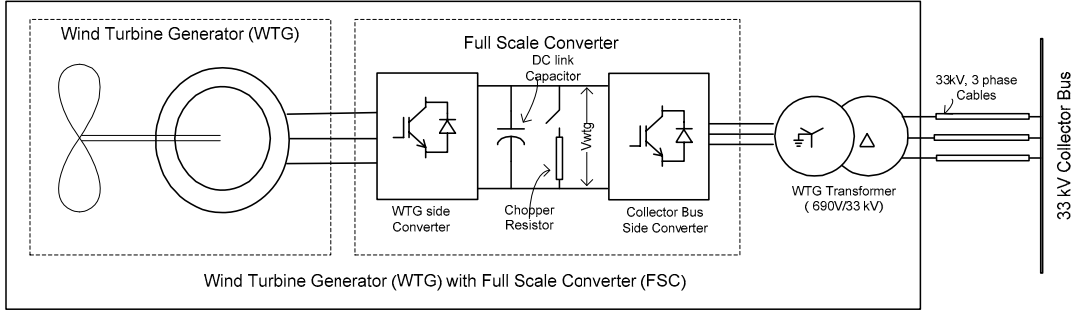 Wind Turbine Generator (WTG)
Full Scale Converter
DC link
Capacitor
Vwtg
WTG side
Converter
Chopper
Resistor
Collector Bus
Side Converter
WTG Transformer
( 690V/33 kV)
33kV, 3 phase
Cables
33 kV Collector Bus
Wind Turbine Generator (WTG) with Full Scale Converter (FSC)